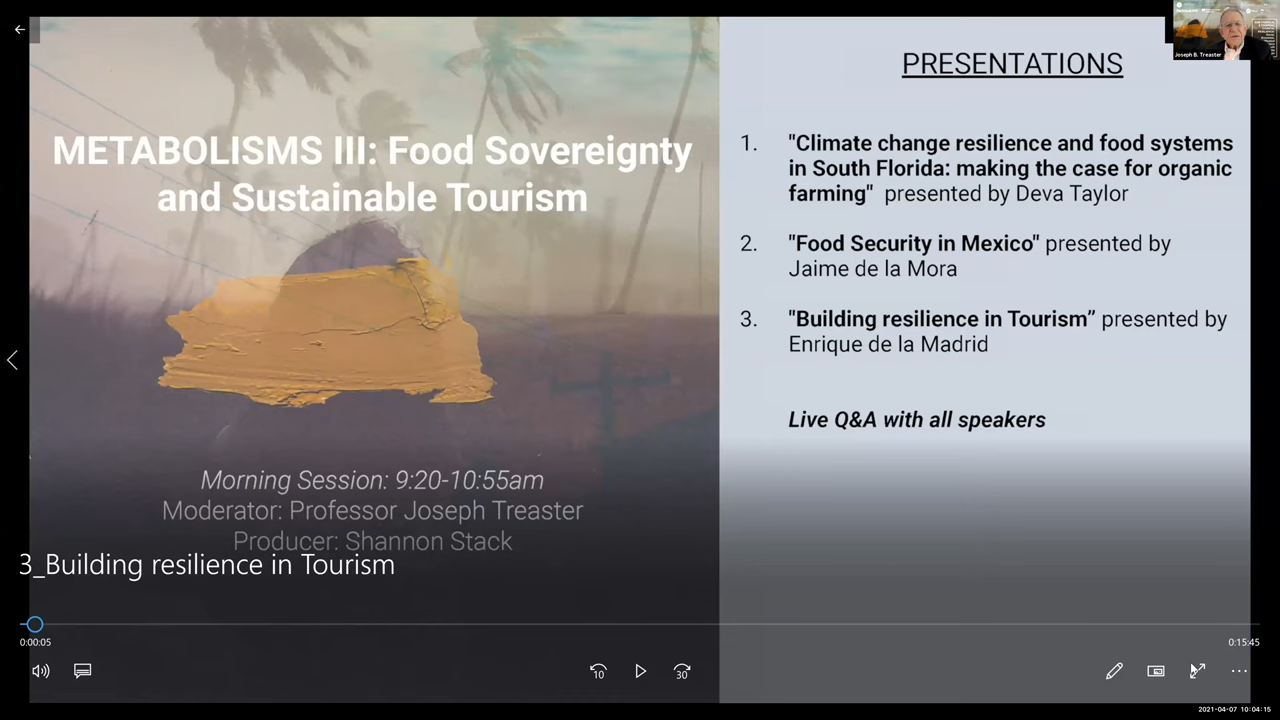 METABOLISMS III: Food Sovereignty
and Sustainable Tourism
Morning Session: 9:20-10:55am
Moderator: Professor Joseph Treaster
Producer: Shannon Stack
PRESENTATIONS
1. "Climate change resilience and food systems
in South Florida: making the case for organic
farming" presented by Deva Taylor
2. "Food Security in Mexico" presented by
Jaime de la Mora
3. "Building resilience in Tourism” presented by
Enrique de la Madrid
Live Q&A with all speakers
Joseph B. Treaster
3_Building resilience in Tourism
0:00:05
0:15:45
10
30
2021-04-07 10:04:15